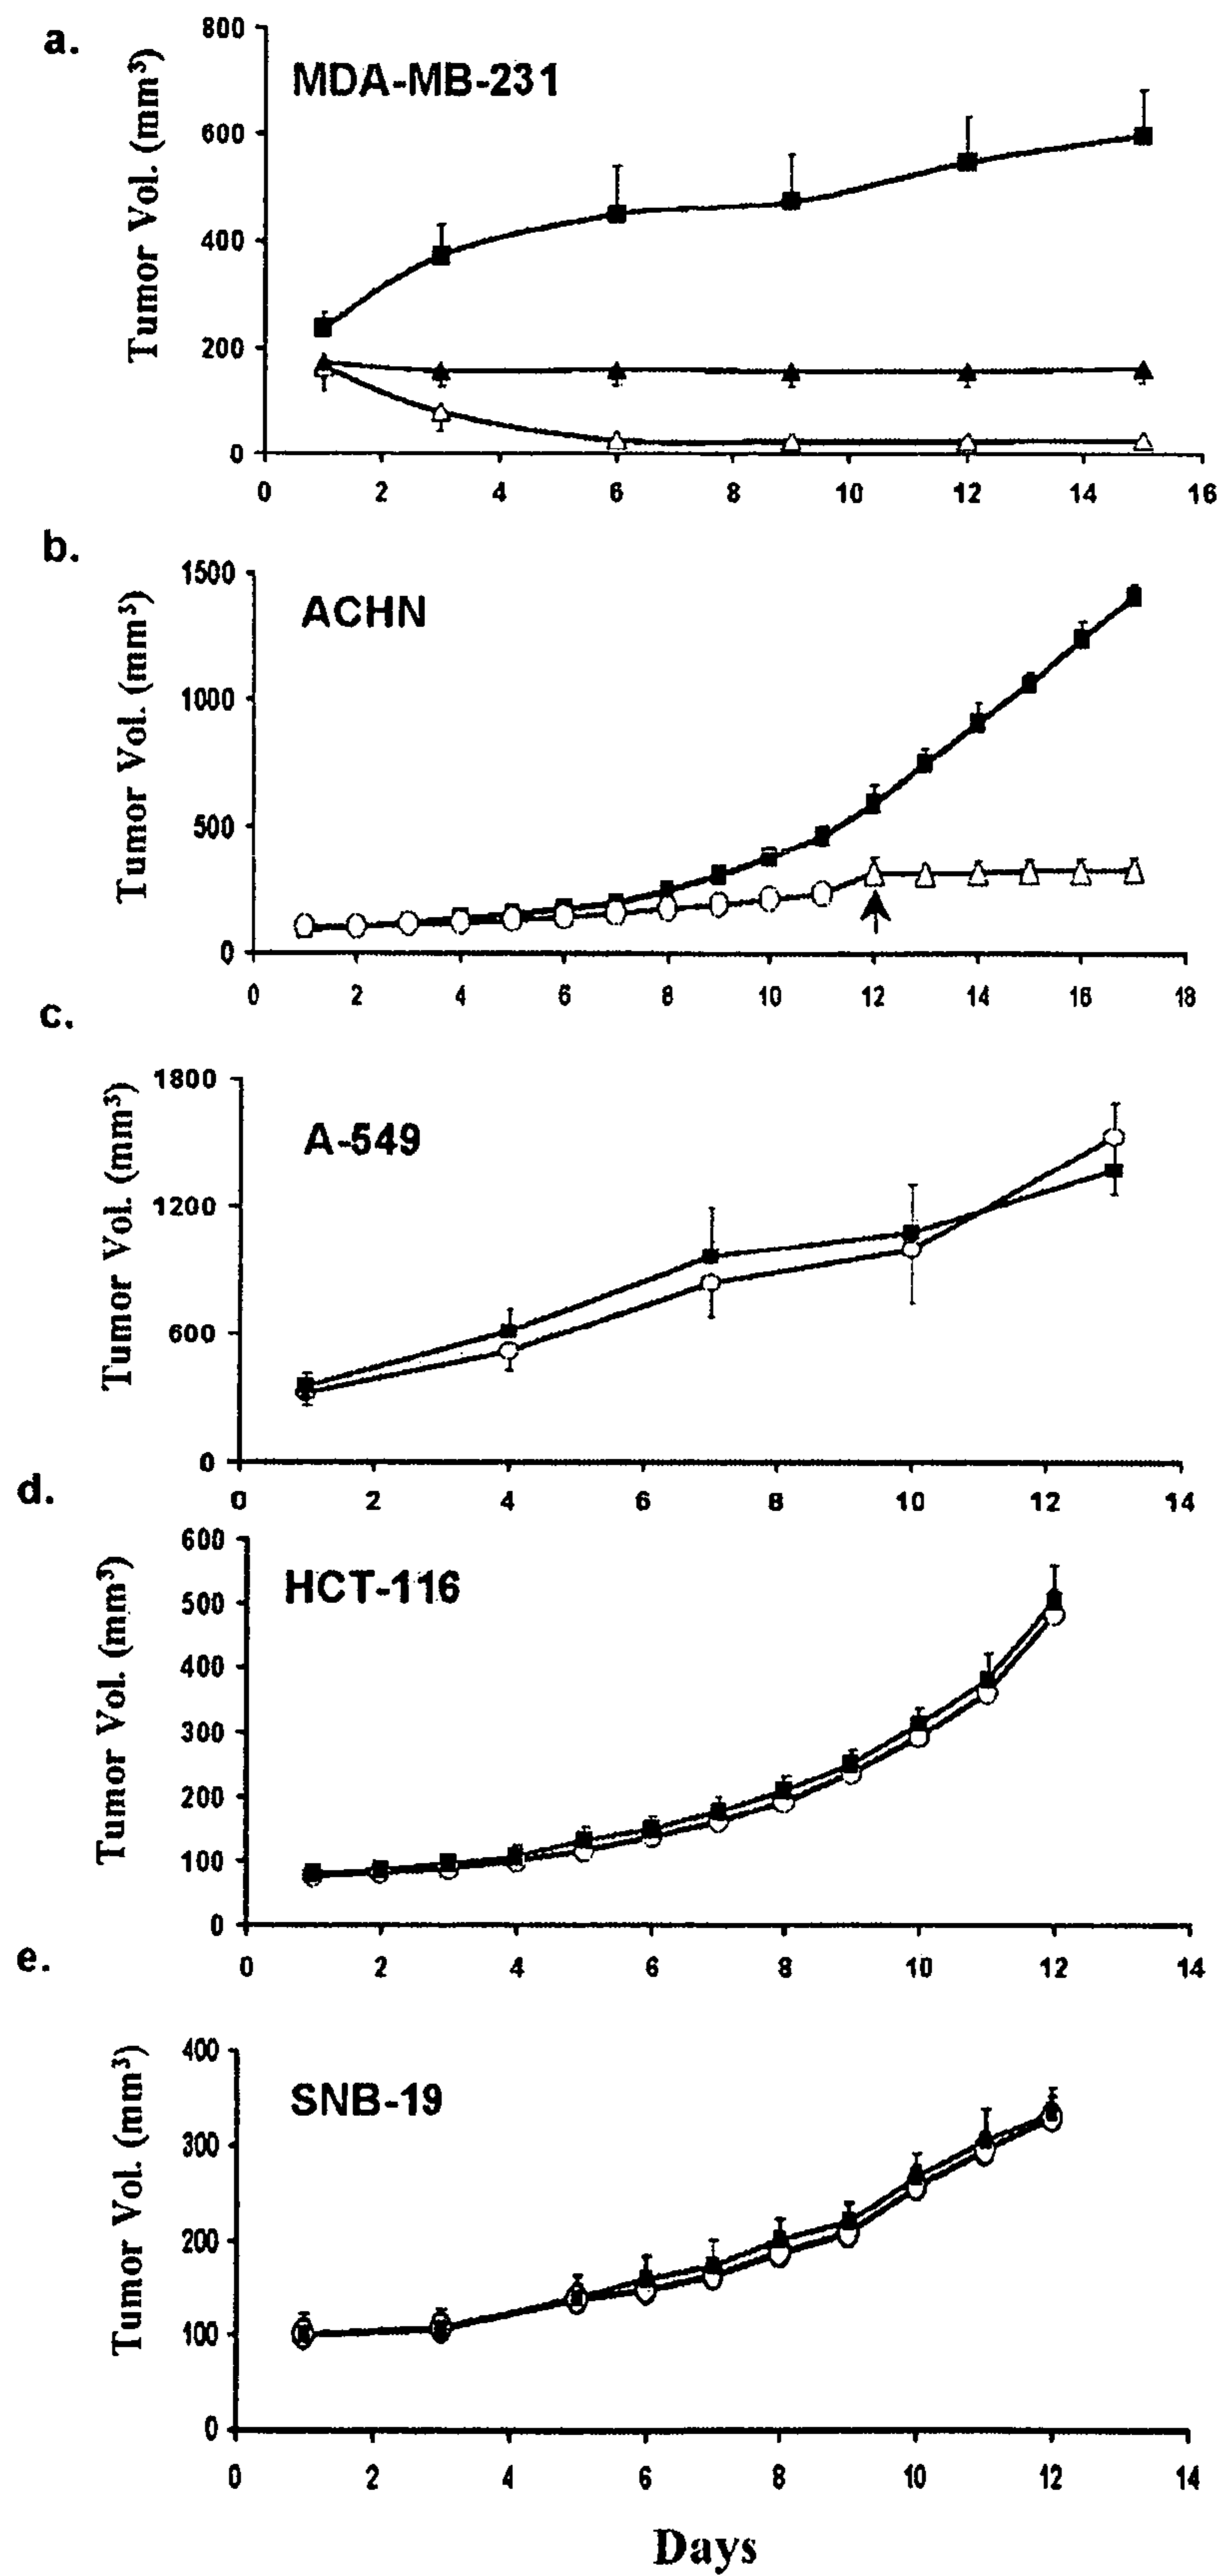 a.
MDA-MB-231
Tumor Vol. (mm³)
800
600
400
200
0
0 2 4 6 8 10 12 14 16
b.
ACHN
Tumor Vol. (mm³)
1500
1000
500
0
0 2 4 6 8 10 12 14 16 18
c.
A-549
Tumor Vol. (mm³)
1800
1200
600
0
0 2 4 6 8 10 12 14
d.
HCT-116
Tumor Vol. (mm³)
600
500
400
300
200
100
0
0 2 4 6 8 10 12 14
e.
SNB-19
Tumor Vol. (mm³)
400
300
200
100
0
0 2 4 6 8 10 12 14
Days